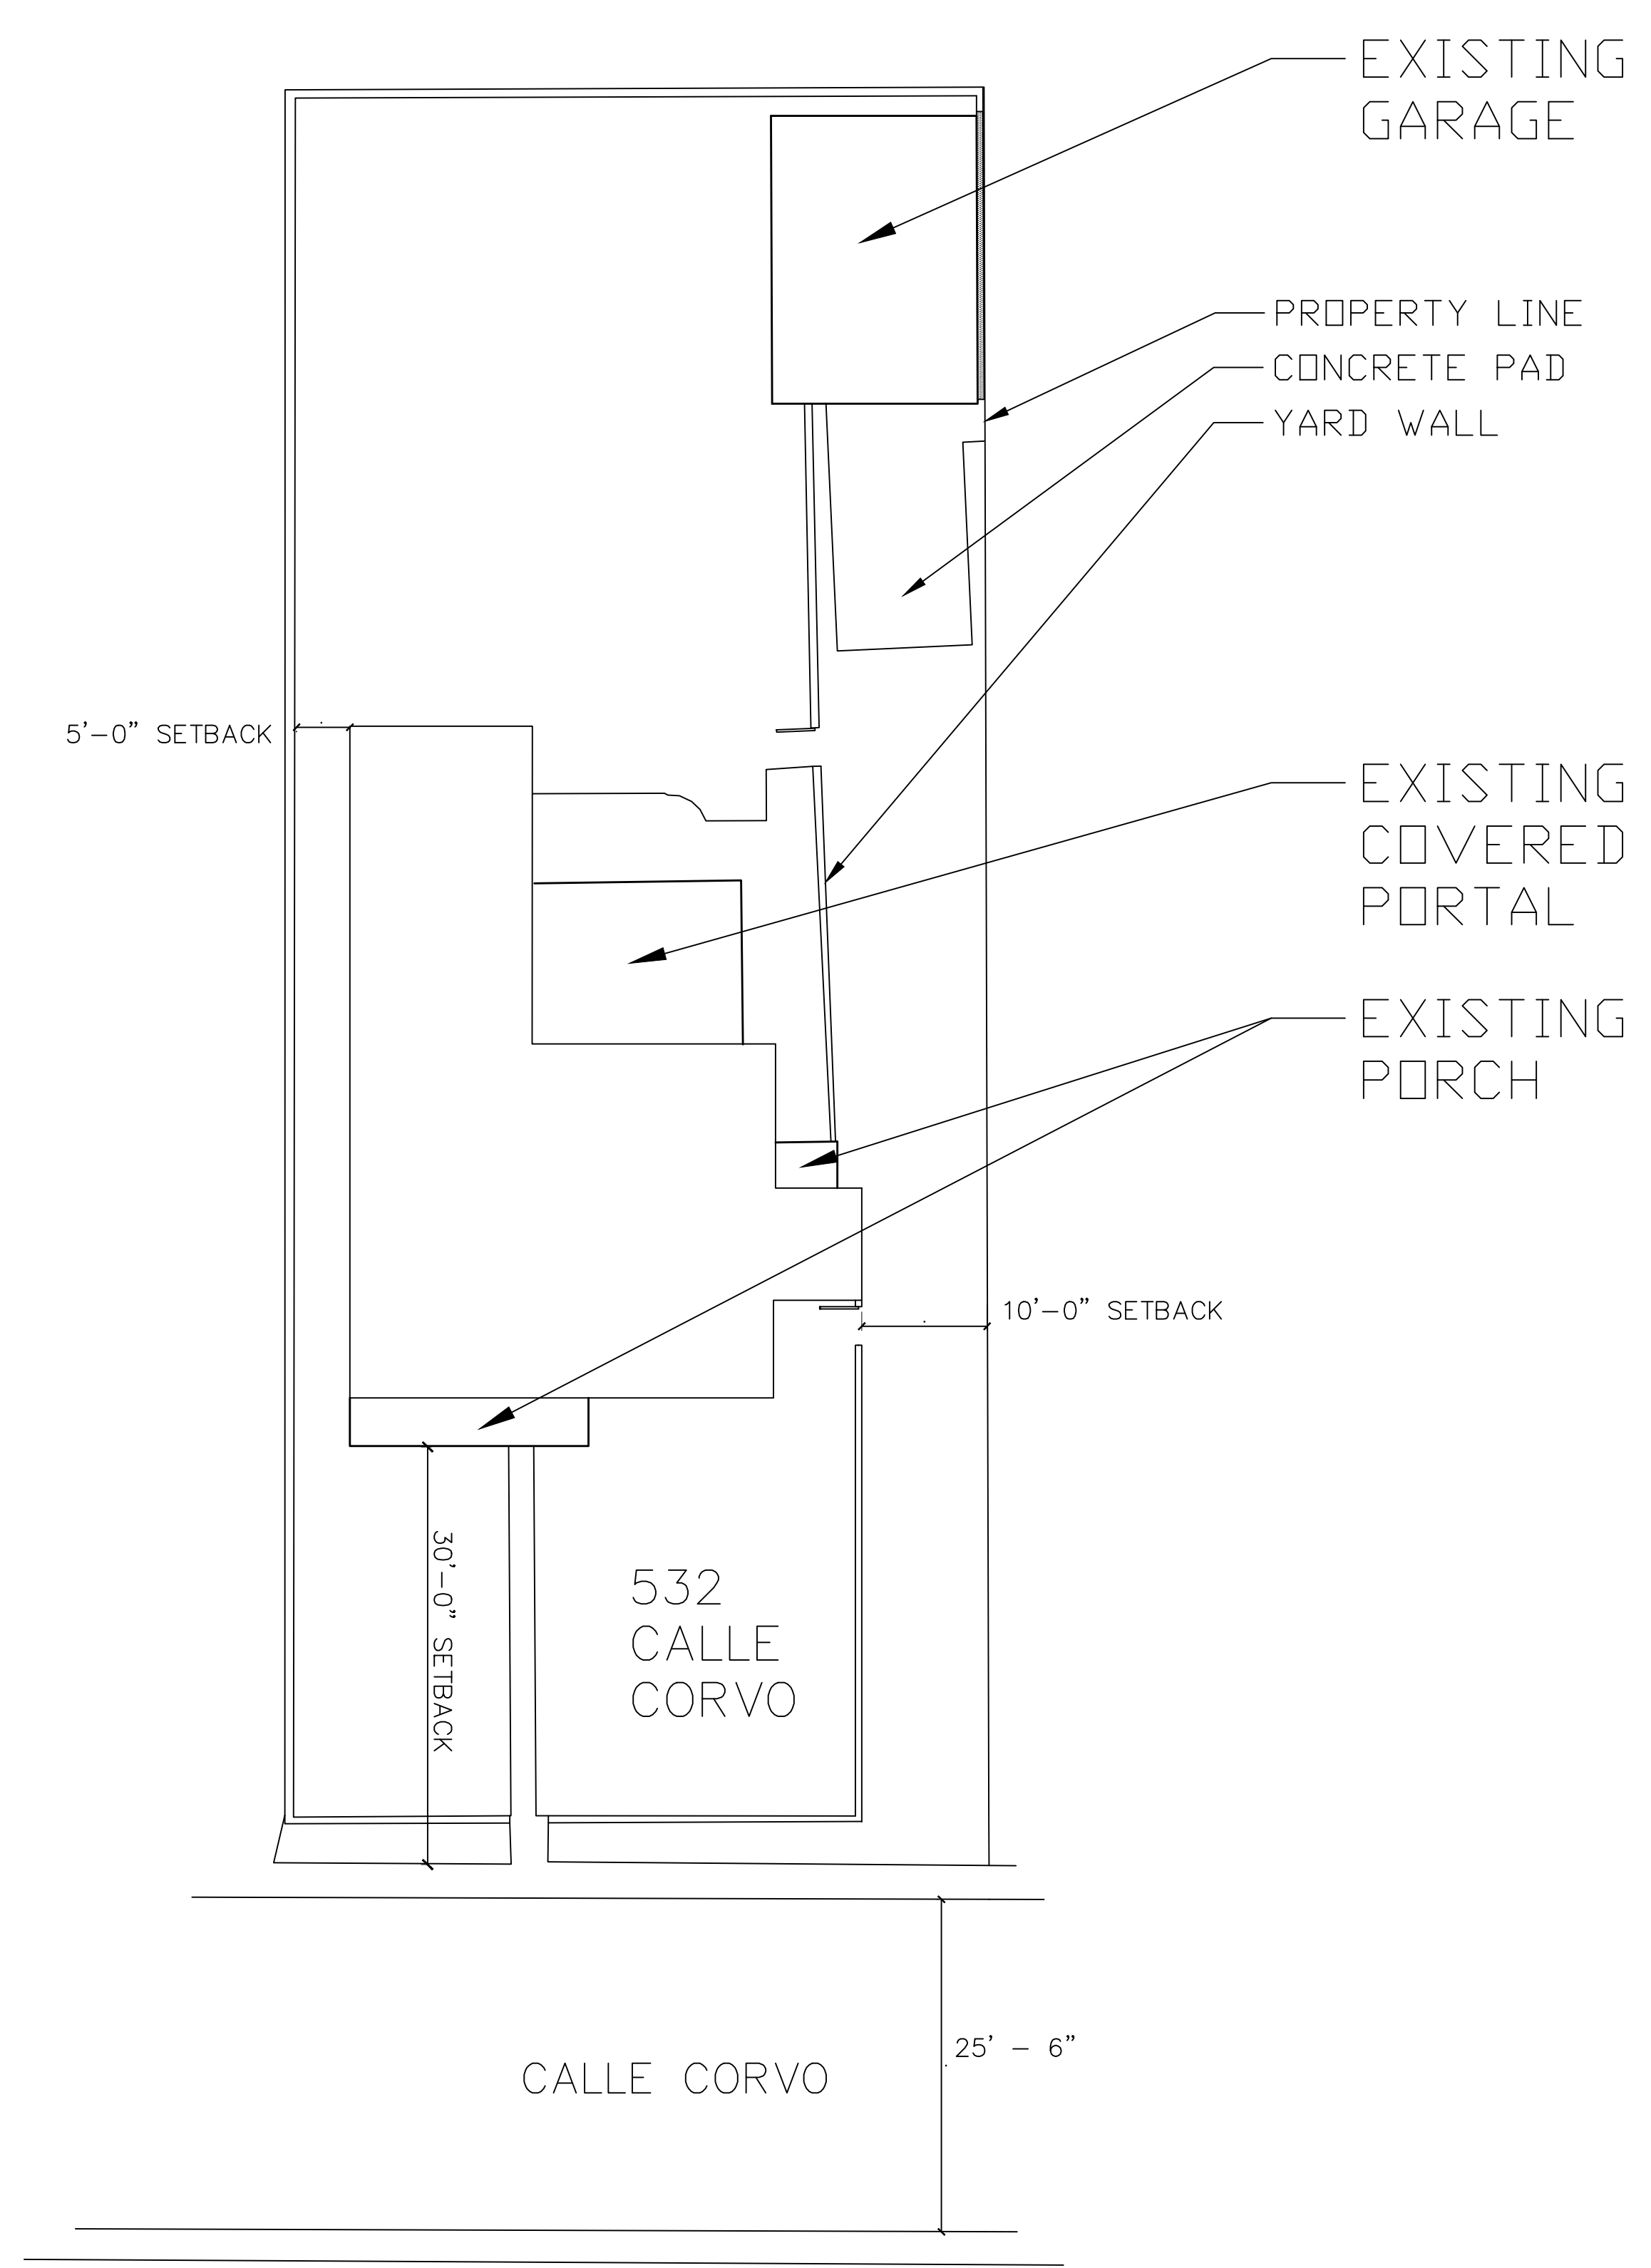 EXISTING
GARAGE
PROPERTY LINE
CONCRETE PAD
YARD WALL
5'-0" SETBACK
EXISTING
COVERED
PORTAL
EXISTING
PORCH
10'-0" SETBACK
30'-0" SETBACK
532
CALLE
CORVO
25' - 6"
CALLE CORVO